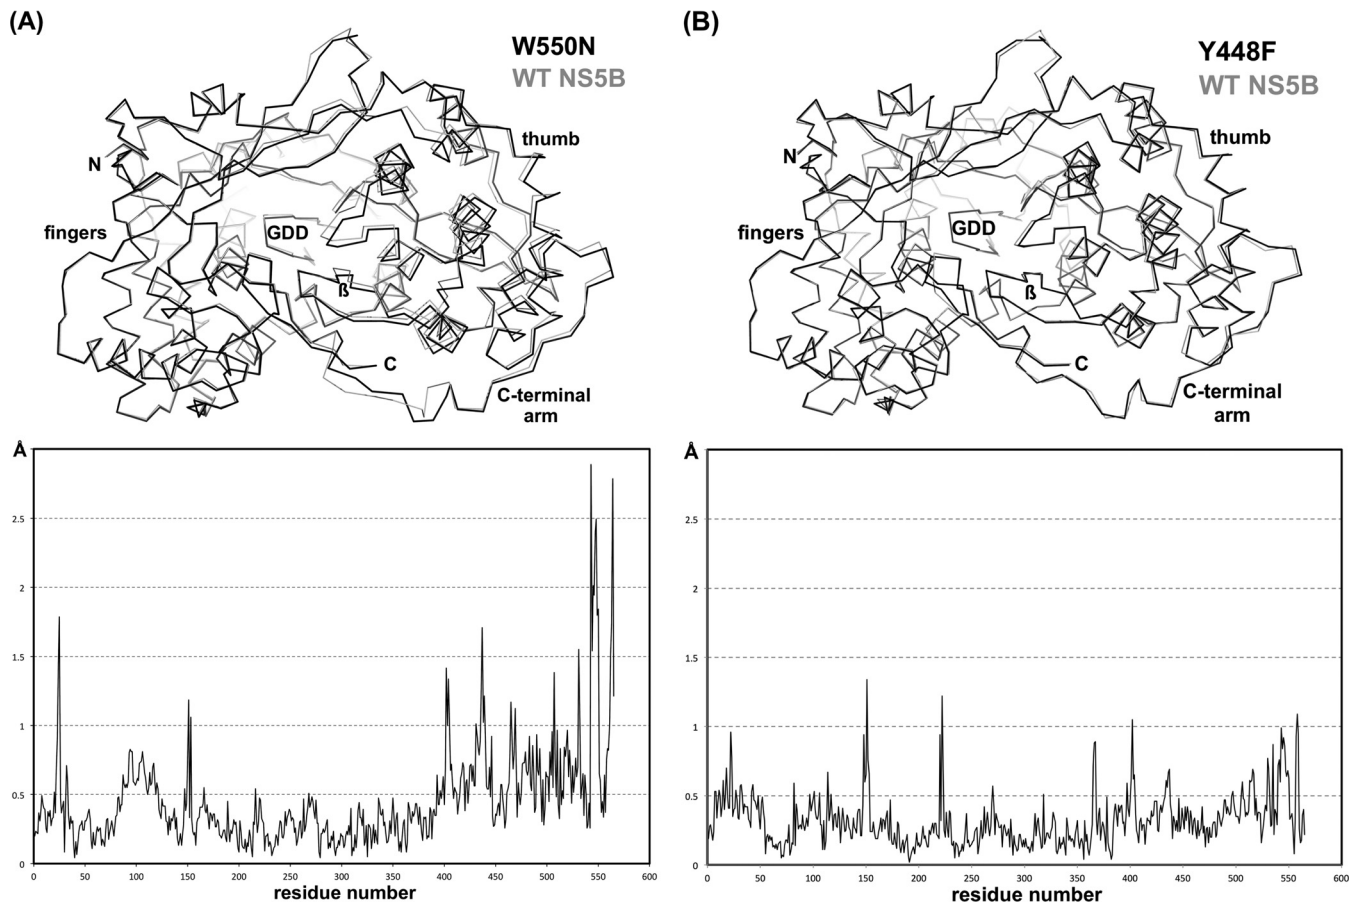 (A)
W550N
WT NS5B
thumb
N
fingers
GDD
ß
C
C-terminal
arm
(B)
Y448F
WT NS5B
thumb
N
fingers
GDD
ß
C
C-terminal
arm
Å
2.5
2
1.5
1
0.5
0
0 50 100 150 200 250 300 350 400 450 500 550 600
residue number
Å
2.5
2
1.5
1
0.5
0
0 50 100 150 200 250 300 350 400 450 500 550 600
residue number